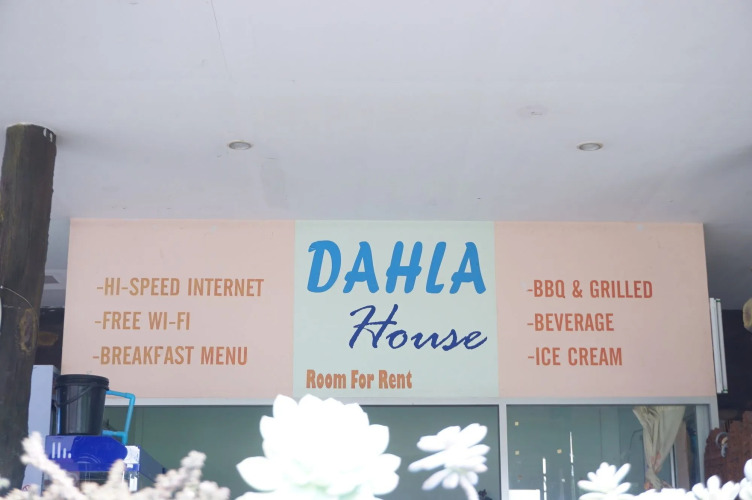 -HI-SPEED INTERNET
-FREE WI-FI
-BREAKFAST MENU
DAHLA
House
Room For Rent
-BBQ & GRILLED
-BEVERAGE
-ICE CREAM